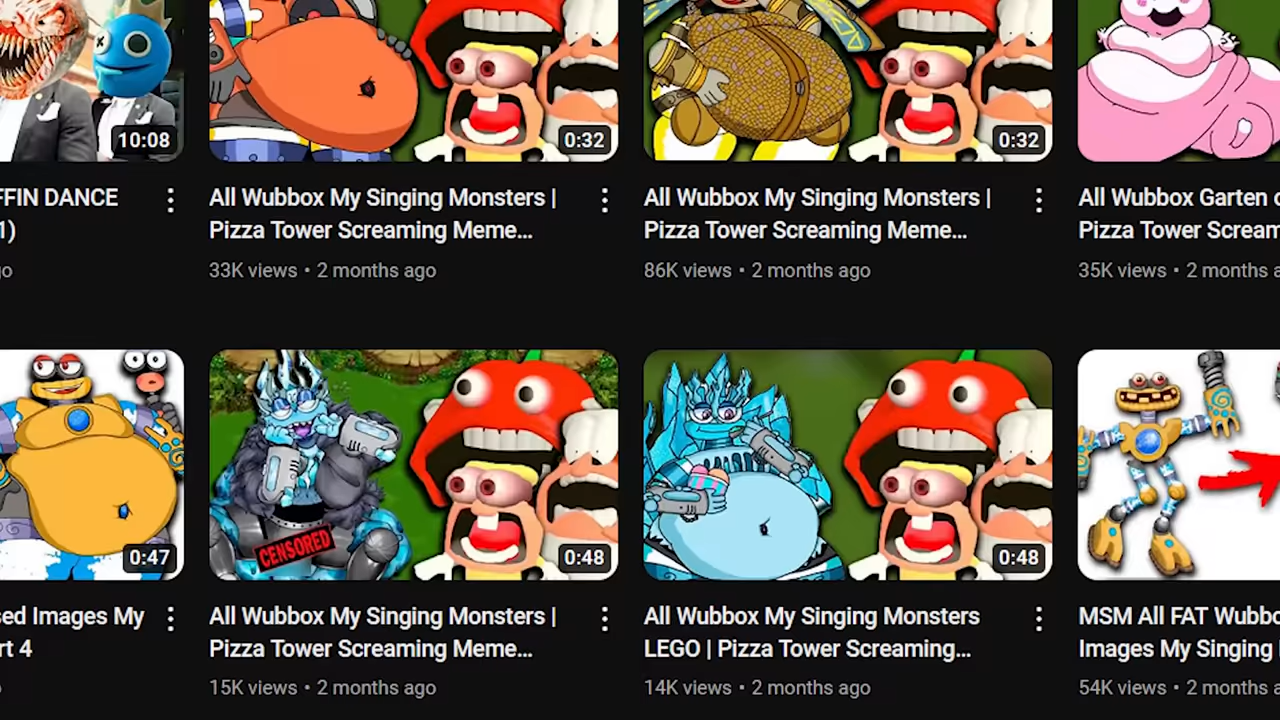 10:08
0:32
0:32
FFIN DANCE
1)
go
All Wubbox My Singing Monsters |
Pizza Tower Screaming Meme...
33K views • 2 months ago
All Wubbox My Singing Monsters |
Pizza Tower Screaming Meme...
86K views • 2 months ago
All Wubbox Garten o
Pizza Tower Scream
35K views • 2 months a
CENSORED
0:47
0:48
0:48
sed Images My
rt 4
All Wubbox My Singing Monsters |
Pizza Tower Screaming Meme...
15K views • 2 months ago
All Wubbox My Singing Monsters
LEGO | Pizza Tower Screaming...
14K views • 2 months ago
MSM All FAT Wubbo
Images My Singing
54K views • 2 months a